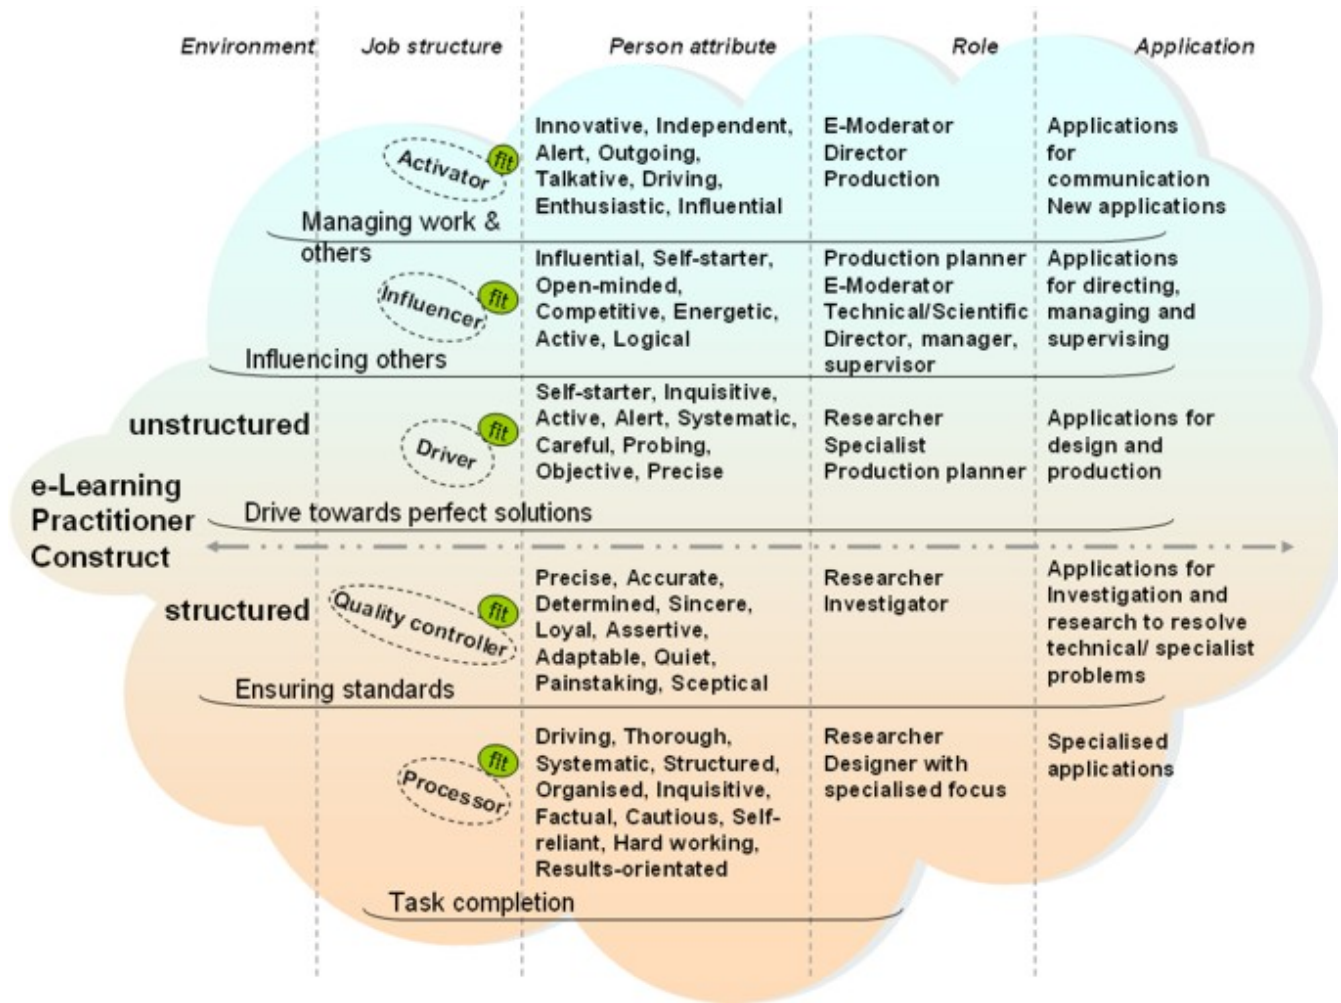 Environment
Job structure
Person attribute
Role
Application
Activator
fit
Innovative, Independent,
Alert, Outgoing,
Talkative, Driving,
Enthusiastic, Influential
E-Moderator
Director
Production
Applications
for
communication
New applications
Managing work &
others
Influencer
fit
Influential, Self-starter,
Open-minded,
Competitive, Energetic,
Active, Logical
Production planner
E-Moderator
Technical/Scientific
Director, manager,
supervisor
Applications
for directing,
managing and
supervising
Influencing others
unstructured
Driver
fit
Self-starter, Inquisitive,
Active, Alert, Systematic,
Careful, Probing,
Objective, Precise
Researcher
Specialist
Production planner
Applications for
design and
production
Drive towards perfect solutions
e-Learning
Practitioner
Construct
structured
Quality controller
fit
Precise, Accurate,
Determined, Sincere,
Loyal, Assertive,
Adaptable, Quiet,
Painstaking, Sceptical
Researcher
Investigator
Applications for
Investigation and
research to resolve
technical/ specialist
problems
Ensuring standards
Processor
fit
Driving, Thorough,
Systematic, Structured,
Organised, Inquisitive,
Factual, Cautious, Self-
reliant, Hard working,
Results-orientated
Researcher
Designer with
specialised focus
Specialised
applications
Task completion